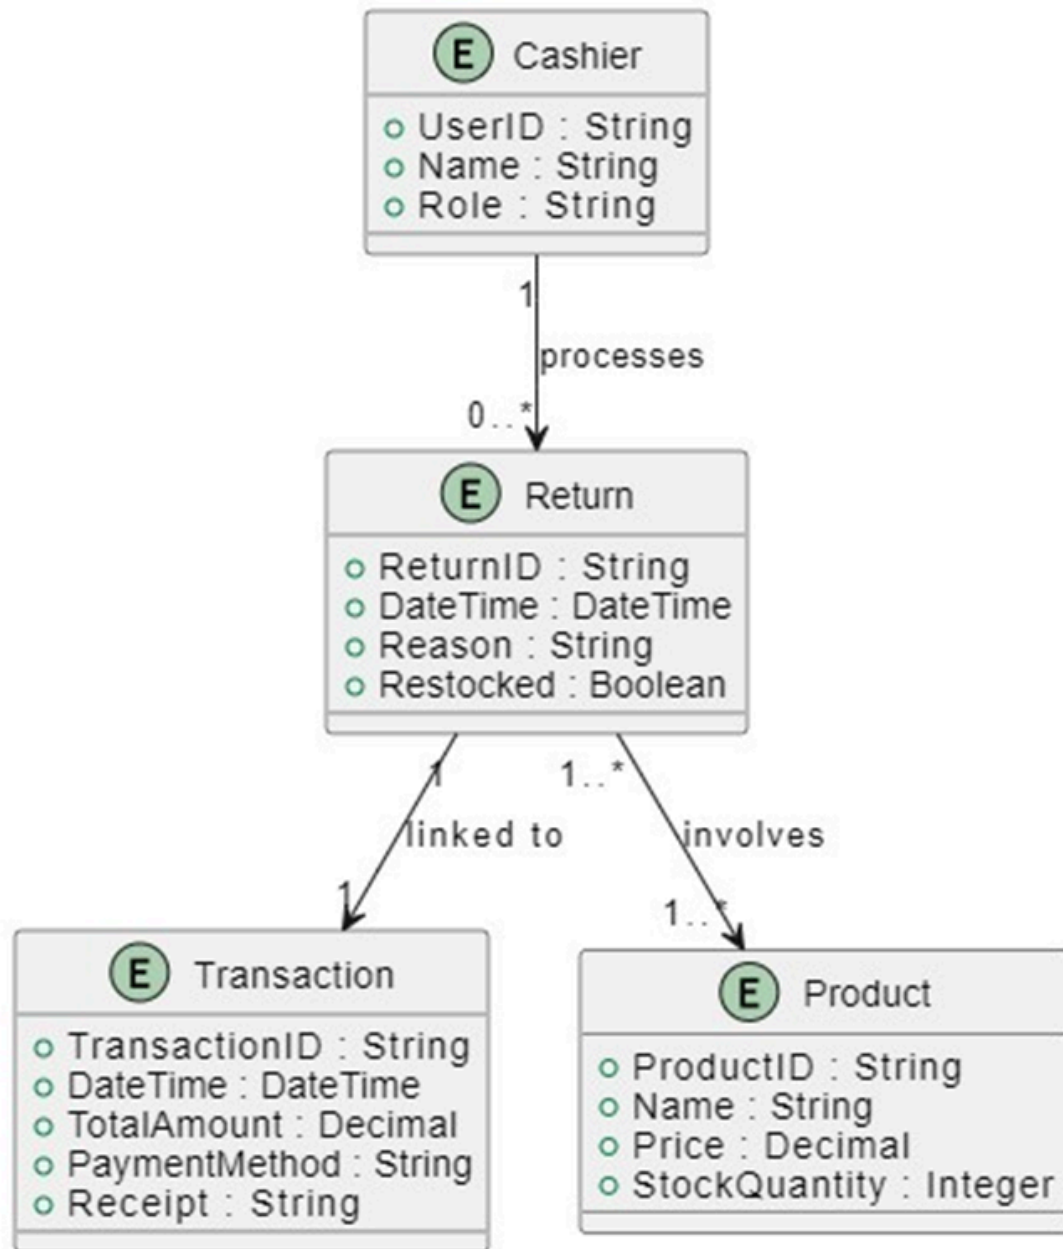 E Cashier
UserID : String
Name : String
Role : String
1
processes
0..*
E Return
ReturnID : String
DateTime : DateTime
Reason : String
Restocked : Boolean
1
1..*
linked to
involves
1
1..*
E Transaction
TransactionID : String
DateTime : DateTime
TotalAmount : Decimal
PaymentMethod : String
Receipt : String
E Product
ProductID : String
Name : String
Price : Decimal
StockQuantity : Integer